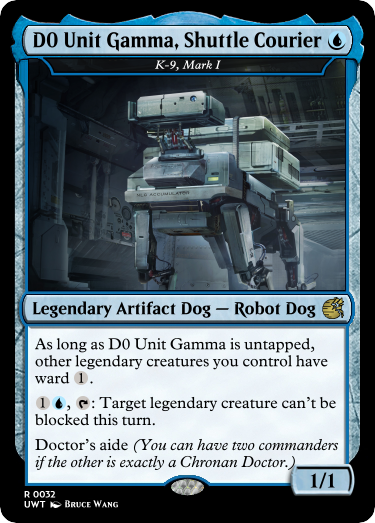 D0 Unit Gamma, Shuttle Courier
K-9, Mark I
OLD ACCUMULATOR
Legendary Artifact Dog — Robot Dog
As long as D0 Unit Gamma is untapped,
other legendary creatures you control have
ward 1.
1, : Target legendary creature can't be
blocked this turn.
Doctor's aide (You can have two commanders
if the other is exactly a Chronan Doctor.)
1/1
R 0032
UWT Bruce Wang